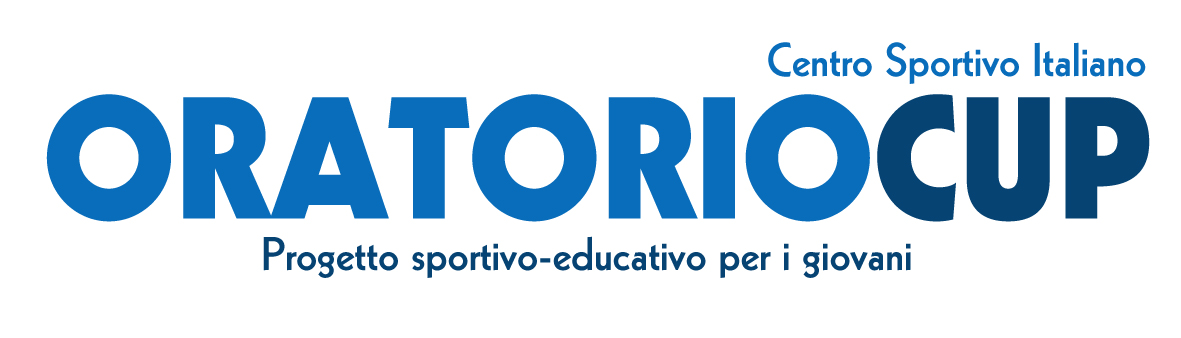 Centro Sportivo Italiano
ORATORIOCUP
Progetto sportivo-educativo per i giovani